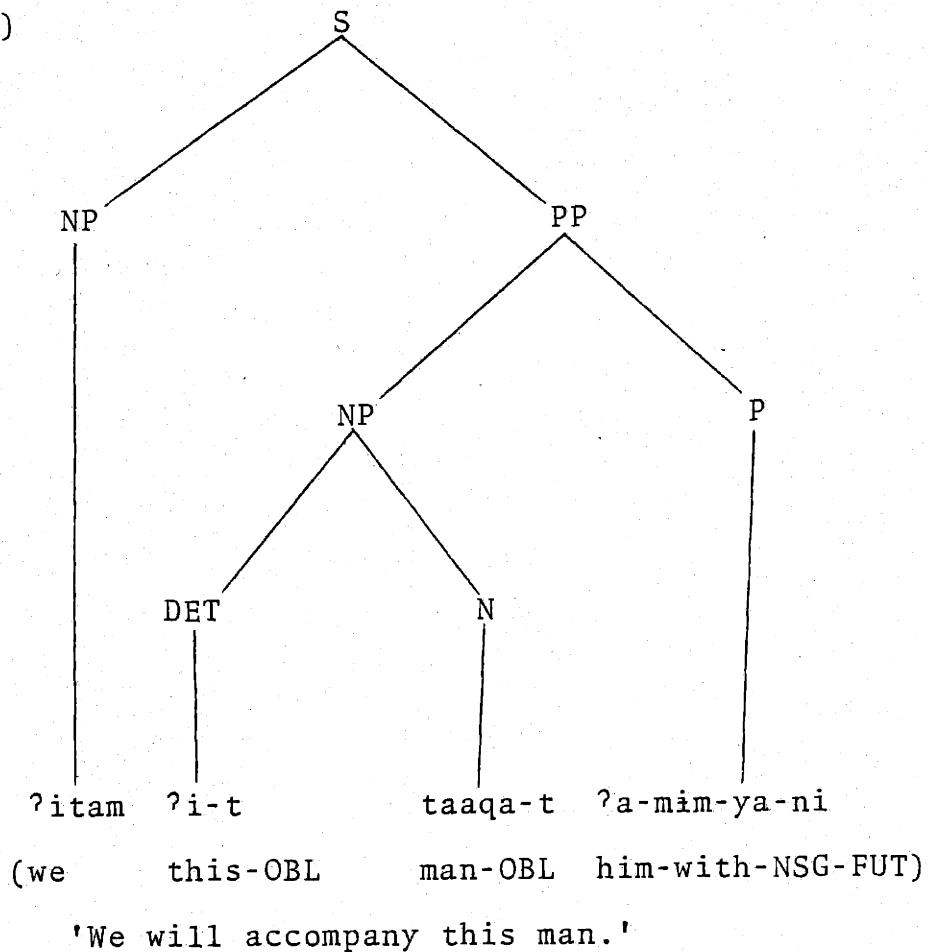 )
S
NP PP
NP P
DET N
ʔitam ʔi-t taaqa-t ʔa-mɨm-ya-ni
(we this-OBL man-OBL him-with-NSG-FUT)
'We will accompany this man.'